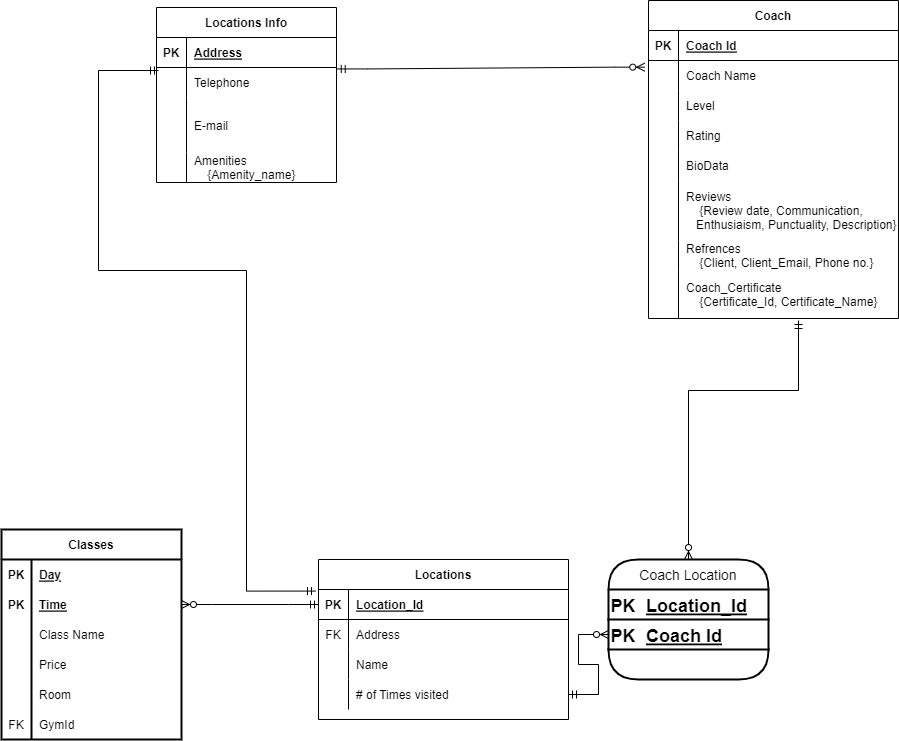 Locations Info
PK Address
Telephone
E-mail
Amenities
{Amenity_name}
Coach
PK Coach Id
Coach Name
Level
Rating
BioData
Reviews
{Review date, Communication,
Enthusiaism, Punctuality, Description}
Refrences
{Client, Client_Email, Phone no.}
Coach_Certificate
{Certificate_Id, Certificate_Name}
Classes
PK Day
PK Time
Class Name
Price
Room
FK GymId
Locations
PK Location_Id
FK Address
Name
# of Times visited
Coach Location
PK Location_Id
PK Coach Id